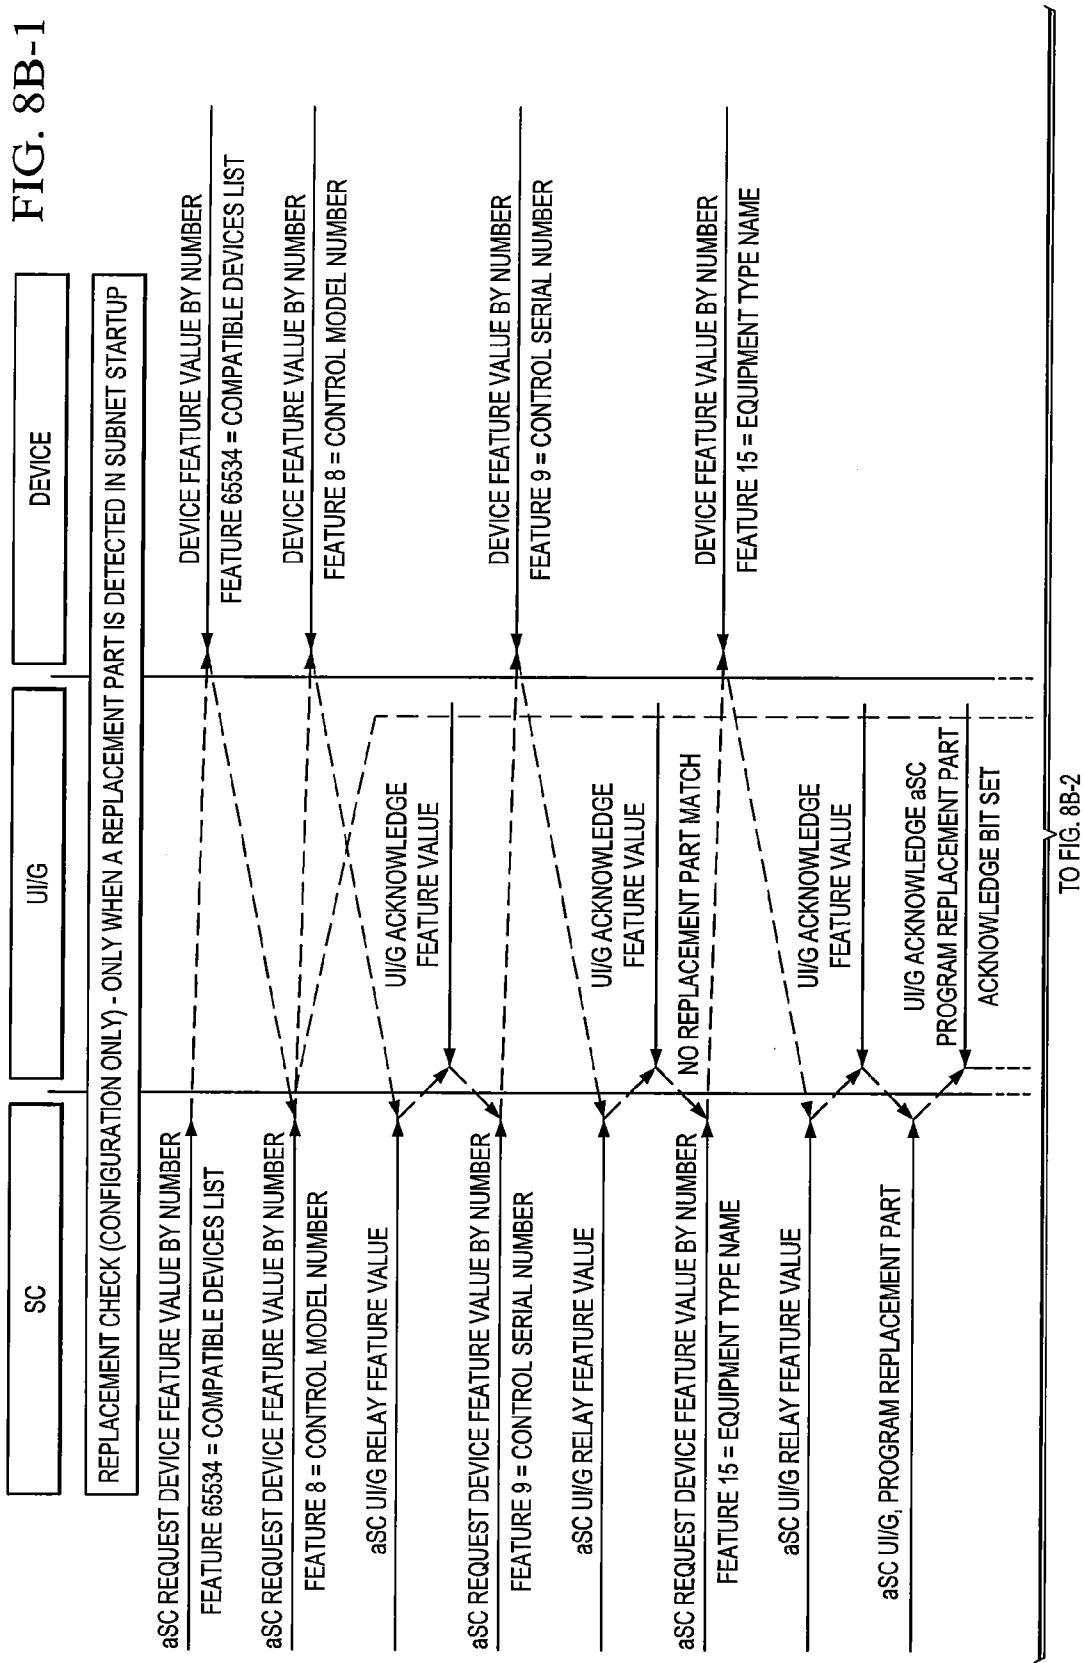 FIG. 8B-1
SC
UI/G
DEVICE
REPLACEMENT CHECK (CONFIGURATION ONLY) - ONLY WHEN A REPLACEMENT PART IS DETECTED IN SUBNET STARTUP
aSC REQUEST DEVICE FEATURE VALUE BY NUMBER
FEATURE 65534 = COMPATIBLE DEVICES LIST
DEVICE FEATURE VALUE BY NUMBER
FEATURE 65534 = COMPATIBLE DEVICES LIST
aSC REQUEST DEVICE FEATURE VALUE BY NUMBER
FEATURE 8 = CONTROL MODEL NUMBER
DEVICE FEATURE VALUE BY NUMBER
FEATURE 8 = CONTROL MODEL NUMBER
aSC UI/G RELAY FEATURE VALUE
UI/G ACKNOWLEDGE
FEATURE VALUE
aSC REQUEST DEVICE FEATURE VALUE BY NUMBER
FEATURE 9 = CONTROL SERIAL NUMBER
DEVICE FEATURE VALUE BY NUMBER
FEATURE 9 = CONTROL SERIAL NUMBER
aSC UI/G RELAY FEATURE VALUE
UI/G ACKNOWLEDGE
FEATURE VALUE
NO REPLACEMENT PART MATCH
aSC REQUEST DEVICE FEATURE VALUE BY NUMBER
FEATURE 15 = EQUIPMENT TYPE NAME
DEVICE FEATURE VALUE BY NUMBER
FEATURE 15 = EQUIPMENT TYPE NAME
aSC UI/G RELAY FEATURE VALUE
UI/G ACKNOWLEDGE
FEATURE VALUE
aSC UI/G, PROGRAM REPLACEMENT PART
UI/G ACKNOWLEDGE aSC
PROGRAM REPLACEMENT PART
ACKNOWLEDGE BIT SET
TO FIG. 8B-2